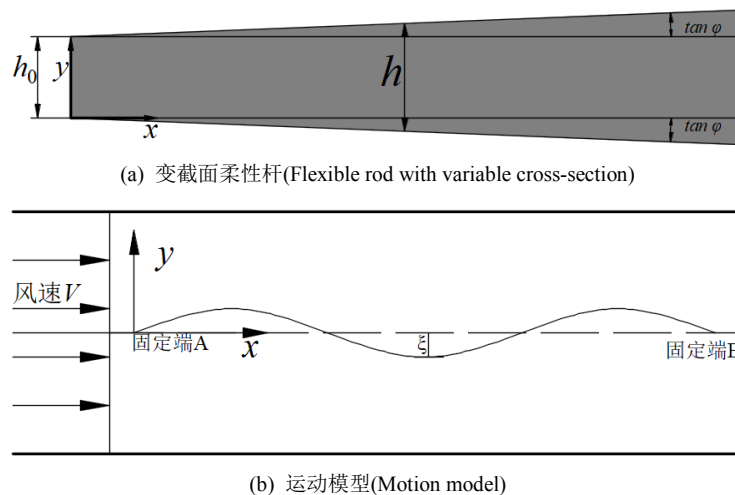 tan φ
h₀
y
h
x
tan φ
(a) 变截面柔性杆(Flexible rod with variable cross-section)
y
风速V
固定端A
x
ξ
固定端B
(b) 运动模型(Motion model)